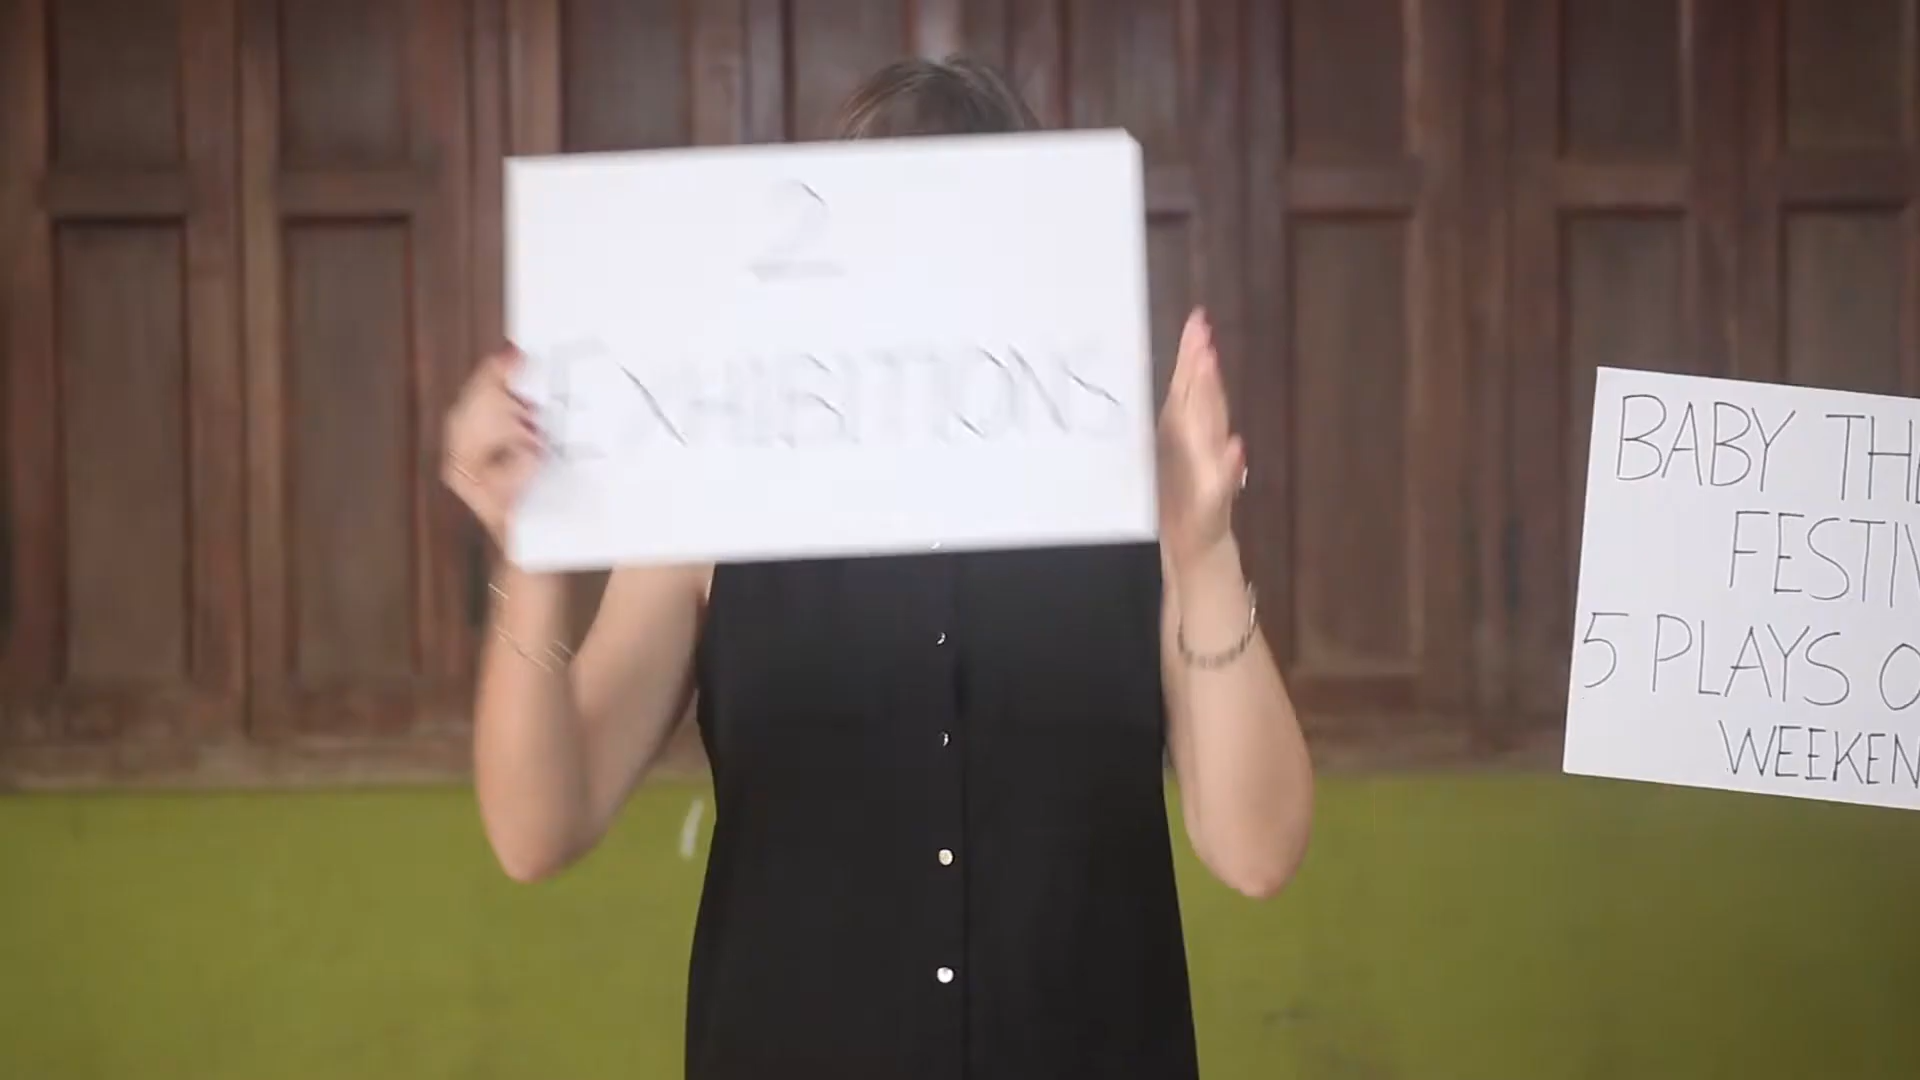 2
EXHIBITIONS
BABY TH
FESTI
5 PLAYS O
WEEKEN